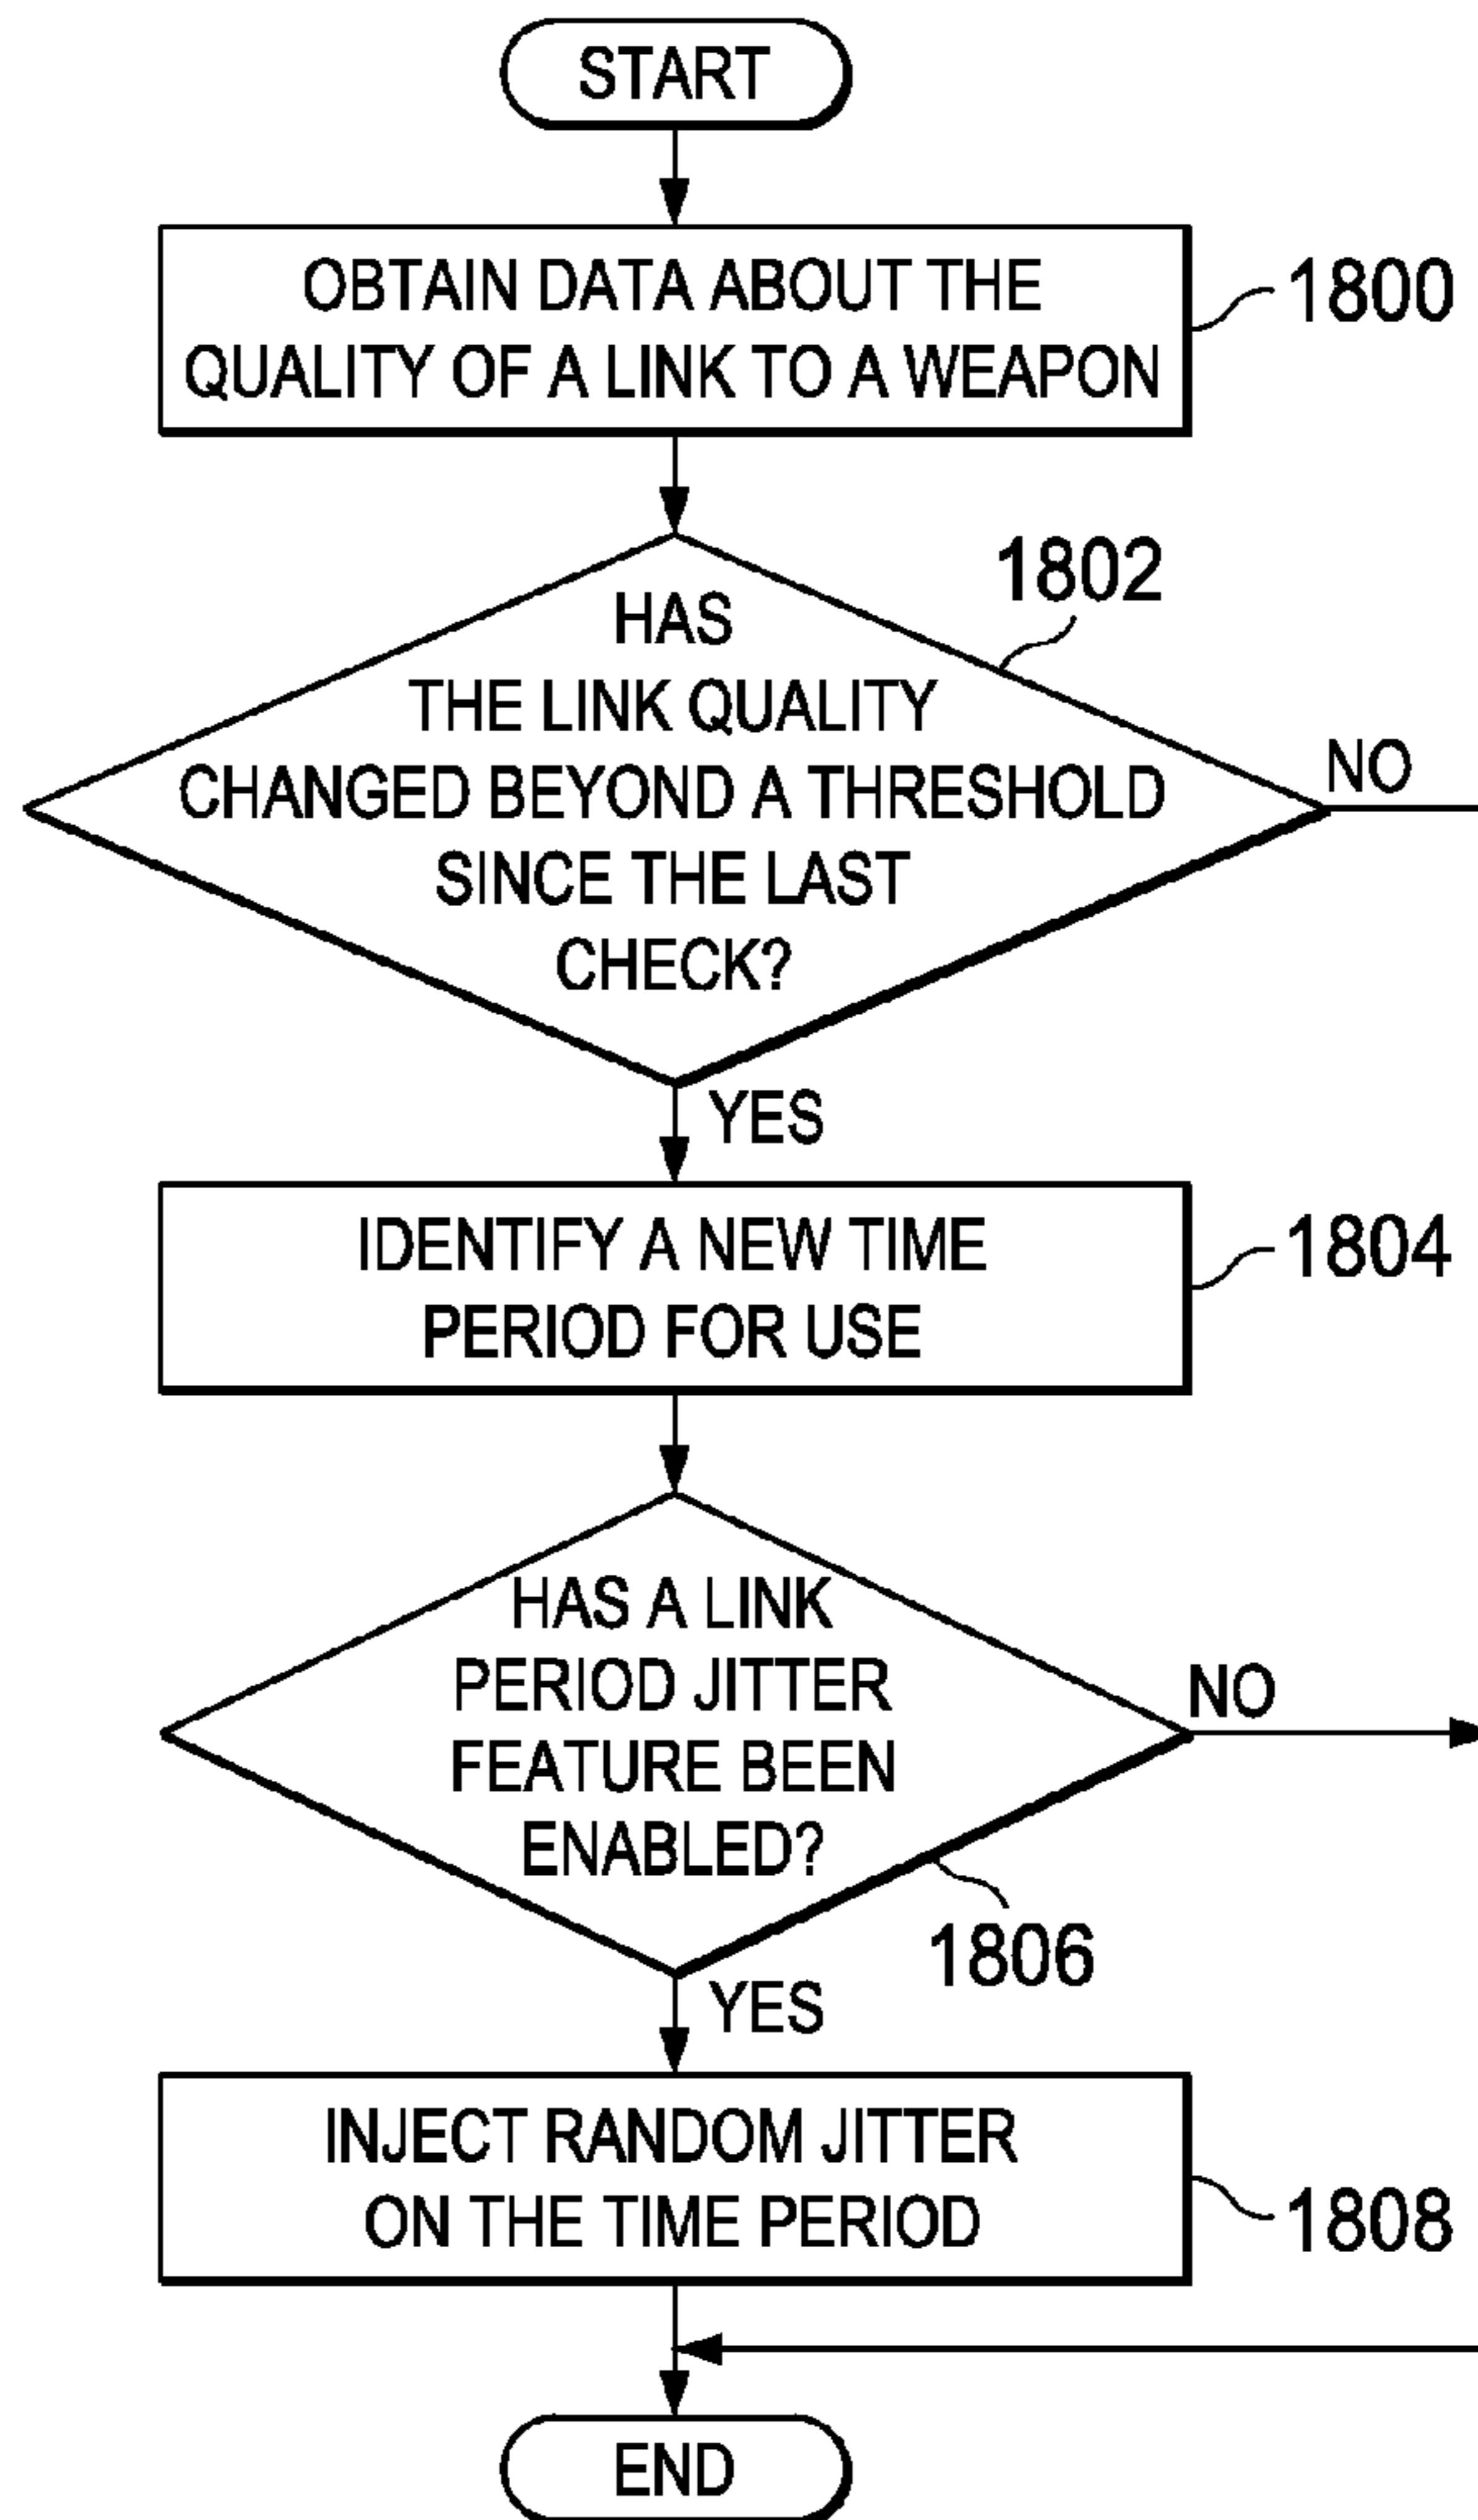 START
OBTAIN DATA ABOUT THE
QUALITY OF A LINK TO A WEAPON
1800
1802
HAS
THE LINK QUALITY
CHANGED BEYOND A THRESHOLD
SINCE THE LAST
CHECK?
NO
YES
IDENTIFY A NEW TIME
PERIOD FOR USE
1804
HAS A LINK
PERIOD JITTER
FEATURE BEEN
ENABLED?
NO
1806
YES
INJECT RANDOM JITTER
ON THE TIME PERIOD
1808
END